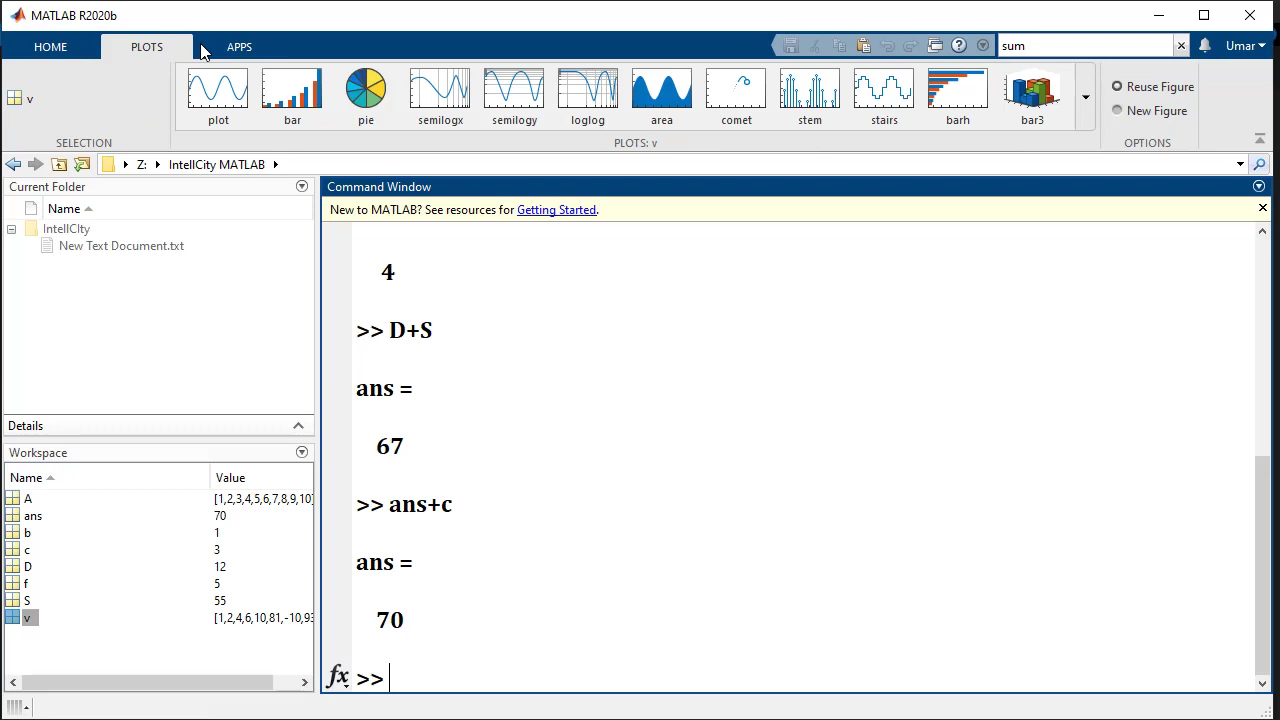 MATLAB R2020b
HOME
PLOTS
APPS
sum
Umar
v
plot
bar
pie
semilogx
semilogy
loglog
area
comet
stem
stairs
barh
bar3
Reuse Figure
New Figure
SELECTION
PLOTS: v
OPTIONS
Z: IntellCity MATLAB
Current Folder
Name
IntellCIty
New Text Document.txt
Details
Workspace
Name Value
A [1,2,3,4,5,6,7,8,9,10]
ans 70
b 1
c 3
D 12
f 5
S 55
v [1,2,4,6,10,81,-10,93
Command Window
New to MATLAB? See resources for Getting Started.
4
>> D+S
ans =
67
>> ans+c
ans =
70
fx >>